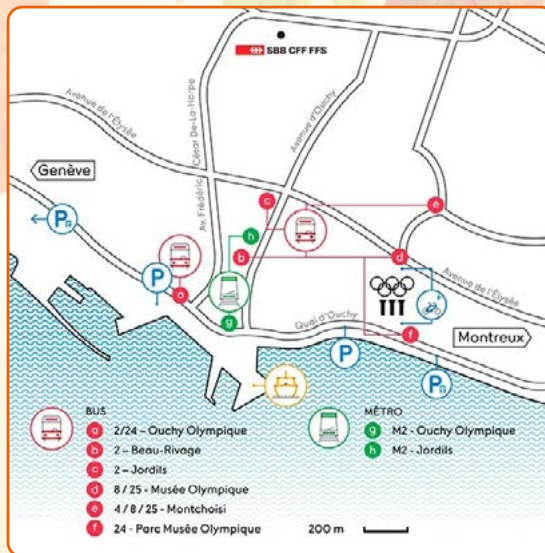 SBB CFF FFS
Avenue de l'Élysée
Av. Frédéric César De-La-Harpe
Avenue d'Ouchy
Genève
P
P
c
e
h
b
d
a
g
f
Avenue de l'Élysée
Quai d'Ouchy
Montreux
P
P
BUS
a 2/24 – Ouchy Olympique
b 2 – Beau-Rivage
c 2 – Jordils
d 8 / 25 - Musée Olympique
e 4 / 8 / 25 - Montchoisi
f 24 - Parc Musée Olympique
MÉTRO
g M2 - Ouchy Olympique
h M2 - Jordils
200 m